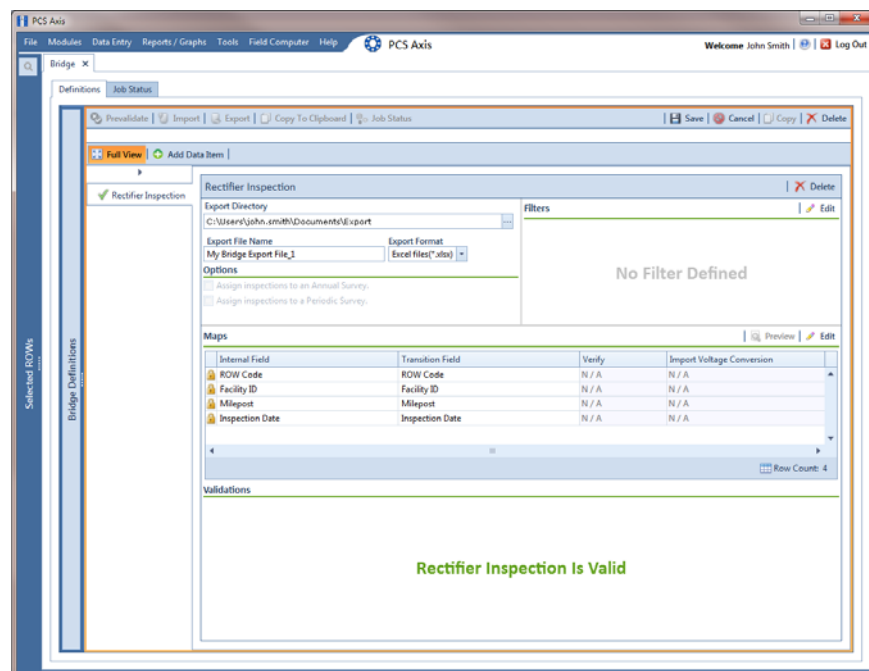 PCS Axis
File Modules Data Entry Reports / Graphs Tools Field Computer Help PCS Axis Welcome John Smith Log Out
Bridge
Definitions Job Status
Prevalidate Import Export Copy To Clipboard Job Status Save Cancel Copy Delete
Full View Add Data Item
Rectifier Inspection
Rectifier Inspection Delete
Export Directory
C:\Users\john.smith\Documents\Export ...
Export File Name Export Format
My Bridge Export File_1 Excel files(*.xlsx)
Options
Assign inspections to an Annual Survey.
Assign inspections to a Periodic Survey.
Filters Edit
No Filter Defined
Maps Preview Edit
Internal Field Transition Field Verify Import Voltage Conversion
ROW Code ROW Code N / A N / A
Facility ID Facility ID N / A N / A
Milepost Milepost N / A N / A
Inspection Date Inspection Date N / A N / A
Row Count: 4
Validations
Rectifier Inspection Is Valid
Selected ROWs
Bridge Definitions